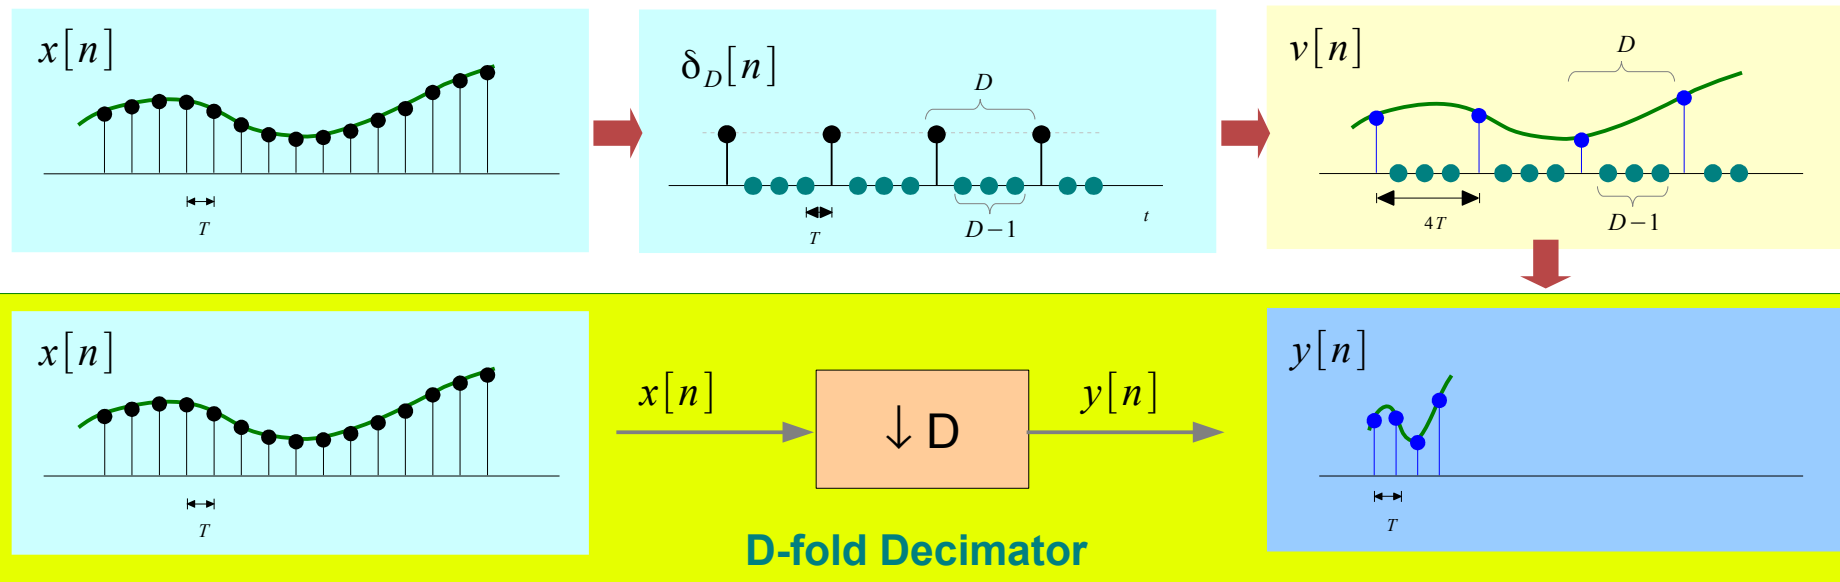 x[n]
T
δ_D[n]
D
T
D−1
t
v[n]
D
4T
D−1
x[n]
T
x[n]
↓ D
y[n]
D-fold Decimator
y[n]
T